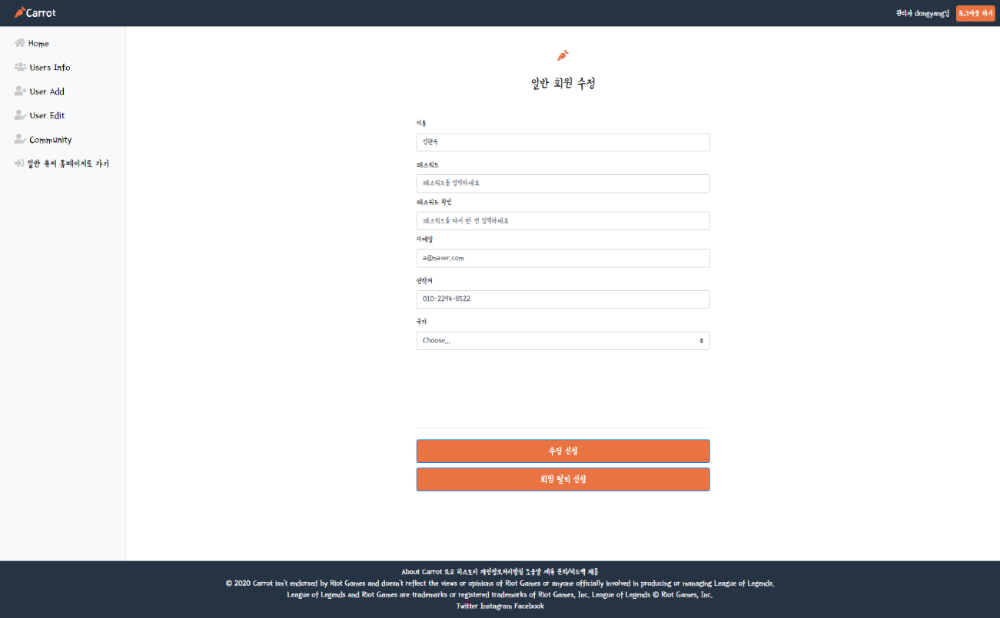 Carrot
관리자 dongyang님
로그아웃 하기
Home
Users Info
User Add
User Edit
Community
일반 유저 홈페이지로 가기
일반 회원 수정
이름
김현욱
패스워드
패스워드를 입력하세요
패스워드 확인
패스워드를 다시 한 번 입력하세요
이메일
a@naver.com
연락처
010-2294-8522
국가
Choose...
수정 신청
회원 탈퇴 신청
About Carrot 로고 히스토리 개인정보처리방침 도움말 제휴 문의/피드백 채용
© 2020 Carrot isn't endorsed by Riot Games and doesn't reflect the views or opinions of Riot Games or anyone officially involved in producing or managing League of Legends.
League of Legends and Riot Games are trademarks or registered trademarks of Riot Games, Inc. League of Legends © Riot Games, Inc.
Twitter Instagram Facebook